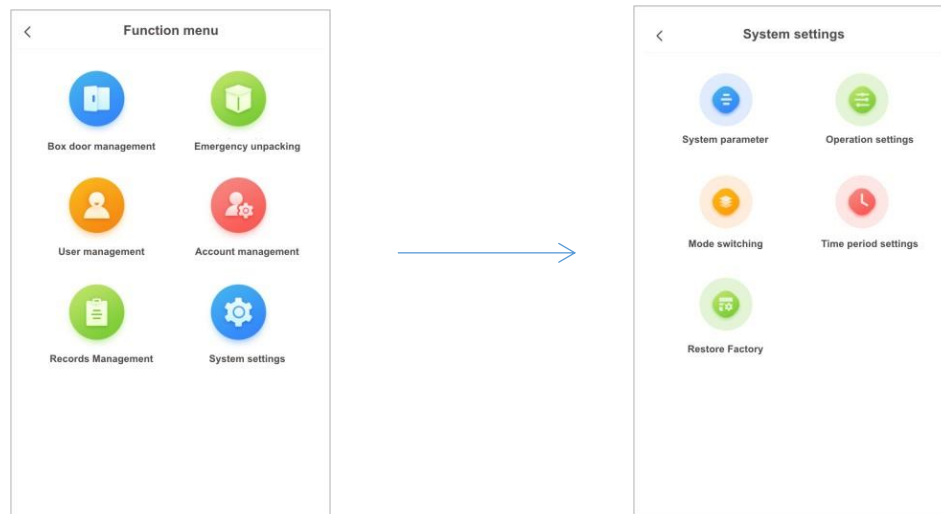 Function menu
Box door management
Emergency unpacking
User management
Account management
Records Management
System settings
System settings
System parameter
Operation settings
Mode switching
Time period settings
Restore Factory